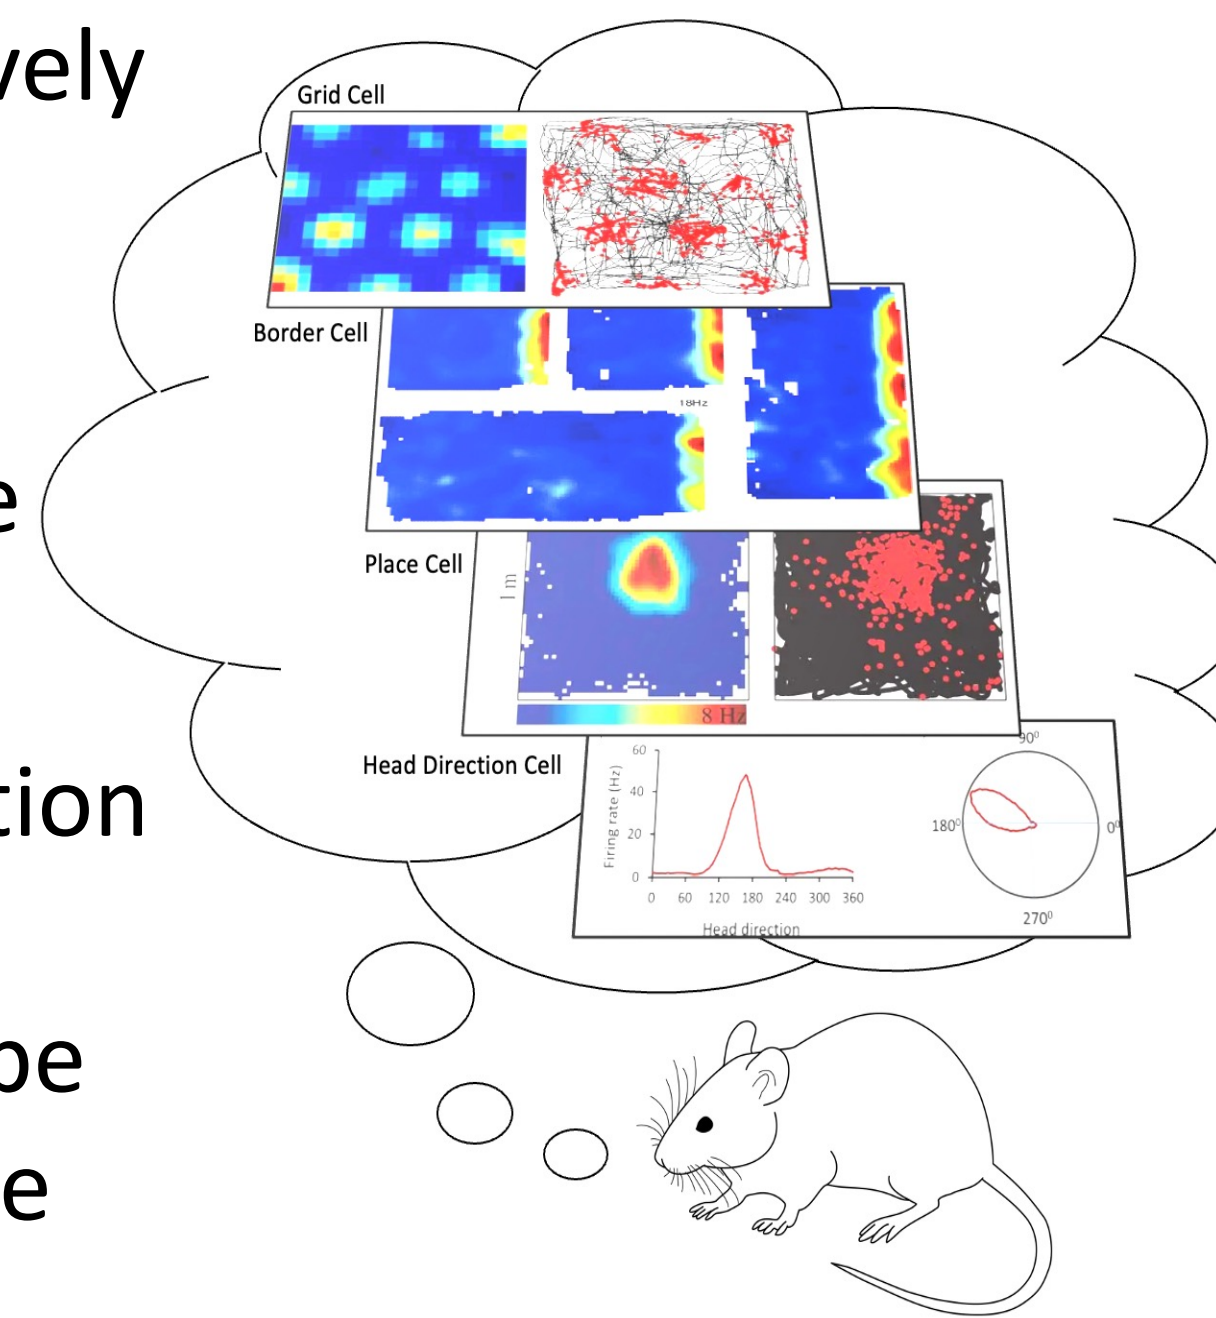 vely
Grid Cell
Border Cell
18Hz
e
Place Cell
1 m
8 Hz
tion
Head Direction Cell
Firing rate (Hz)
60
40
20
0
0 60 120 180 240 300 360
Head direction
90⁰
180⁰
0⁰
270⁰
be
e